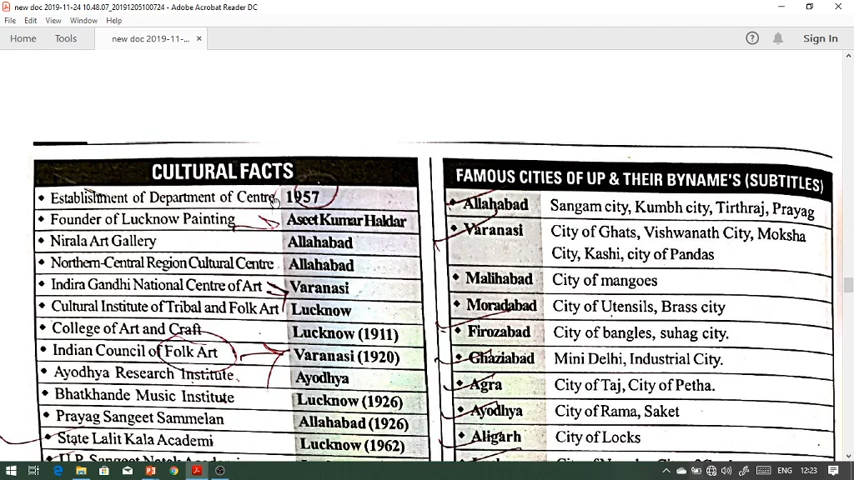 new doc 2019-11-24 10.48.07_20191205100724 - Adobe Acrobat Reader DC
File Edit View Window Help
Home Tools new doc 2019-11-... × Sign In
CULTURAL FACTS
• Establishment of Department of Centre 1957
• Founder of Lucknow Painting Aseet Kumar Haldar
• Nirala Art Gallery Allahabad
• Northern-Central Region Cultural Centre Allahabad
• Indira Gandhi National Centre of Art Varanasi
• Cultural Institute of Tribal and Folk Art Lucknow
• College of Art and Craft Lucknow (1911)
• Indian Council of Folk Art Varanasi (1920)
• Ayodhya Research Institute Ayodhya
• Bhatkhande Music Institute Lucknow (1926)
• Prayag Sangeet Sammelan Allahabad (1926)
• State Lalit Kala Academi Lucknow (1962)
FAMOUS CITIES OF UP & THEIR BYNAME'S (SUBTITLES)
• Allahabad Sangam city, Kumbh city, Tirthraj, Prayag
• Varanasi City of Ghats, Vishwanath City, Moksha
City, Kashi, city of Pandas
• Malihabad City of mangoes
• Moradabad City of Utensils, Brass city
• Firozabad City of bangles, suhag city.
• Ghaziabad Mini Delhi, Industrial City.
• Agra City of Taj, City of Petha.
• Ayodhya City of Rama, Saket
• Aligarh City of Locks
ENG 12:23